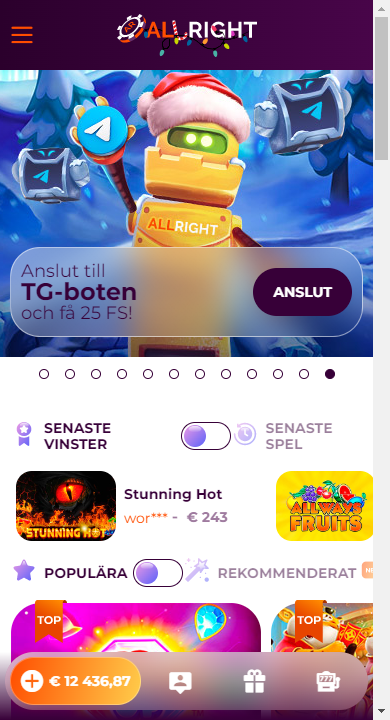 ALLRIGHT
ALLRIGHT
Anslut till
TG-boten
och få 25 FS!
ANSLUT
SENASTE
VINSTER
SENASTE
SPEL
STUNNING HOT
Stunning Hot
wor*** - € 243
ALLWAYS
FRUITS
POPULÄRA
REKOMMENDERAT
TOP
TOP
€ 12 436,87
777